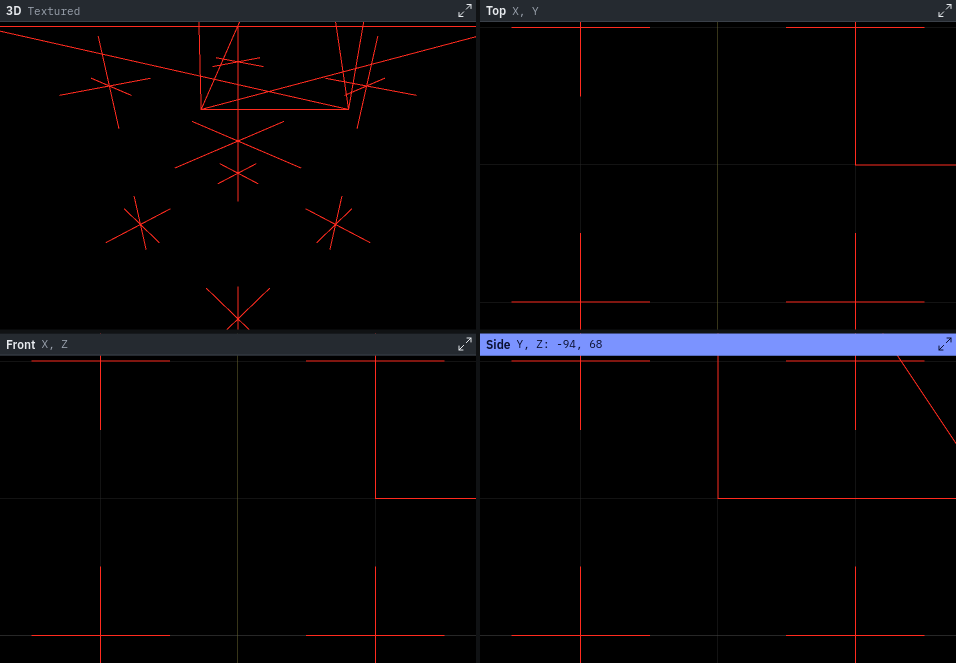 3D Textured
Top X, Y
Front X, Z
Side Y, Z: -94, 68